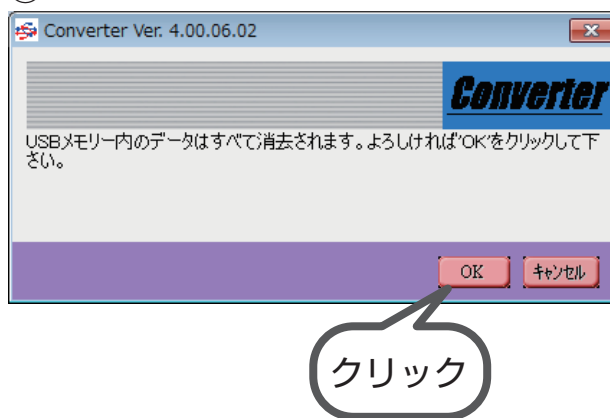 Converter Ver. 4.00.06.02
Converter
USBメモリー内のデータはすべて消去されます。よろしければ'OK'をクリックして下
さい。
OK キャンセル
クリック